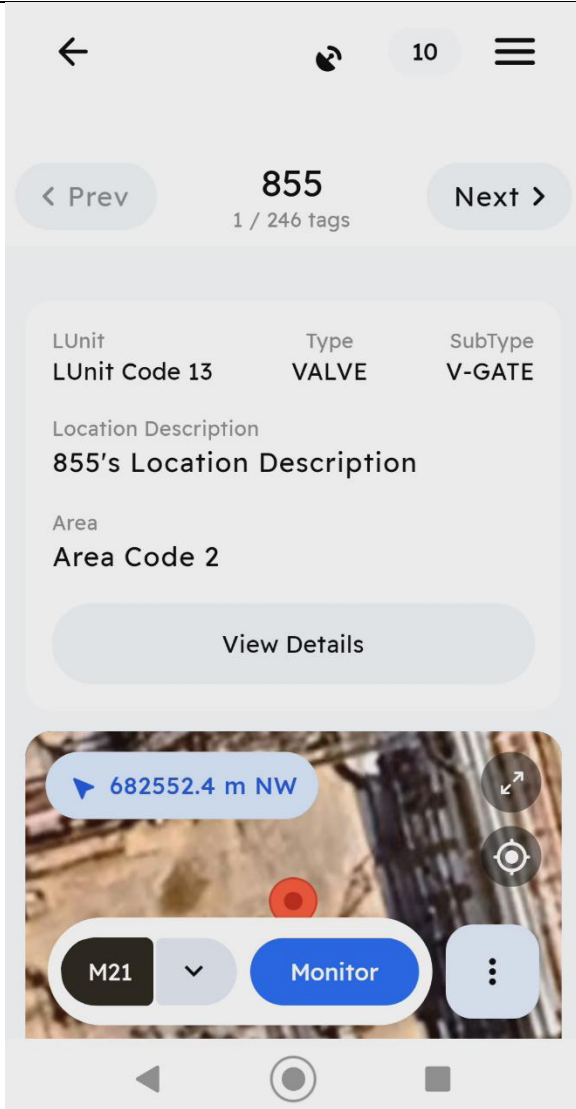 10
Prev
855
Next
1 / 246 tags
LUnit
Type
SubType
LUnit Code 13
VALVE
V-GATE
Location Description
855's Location Description
Area
Area Code 2
View Details
682552.4 m NW
M21
Monitor